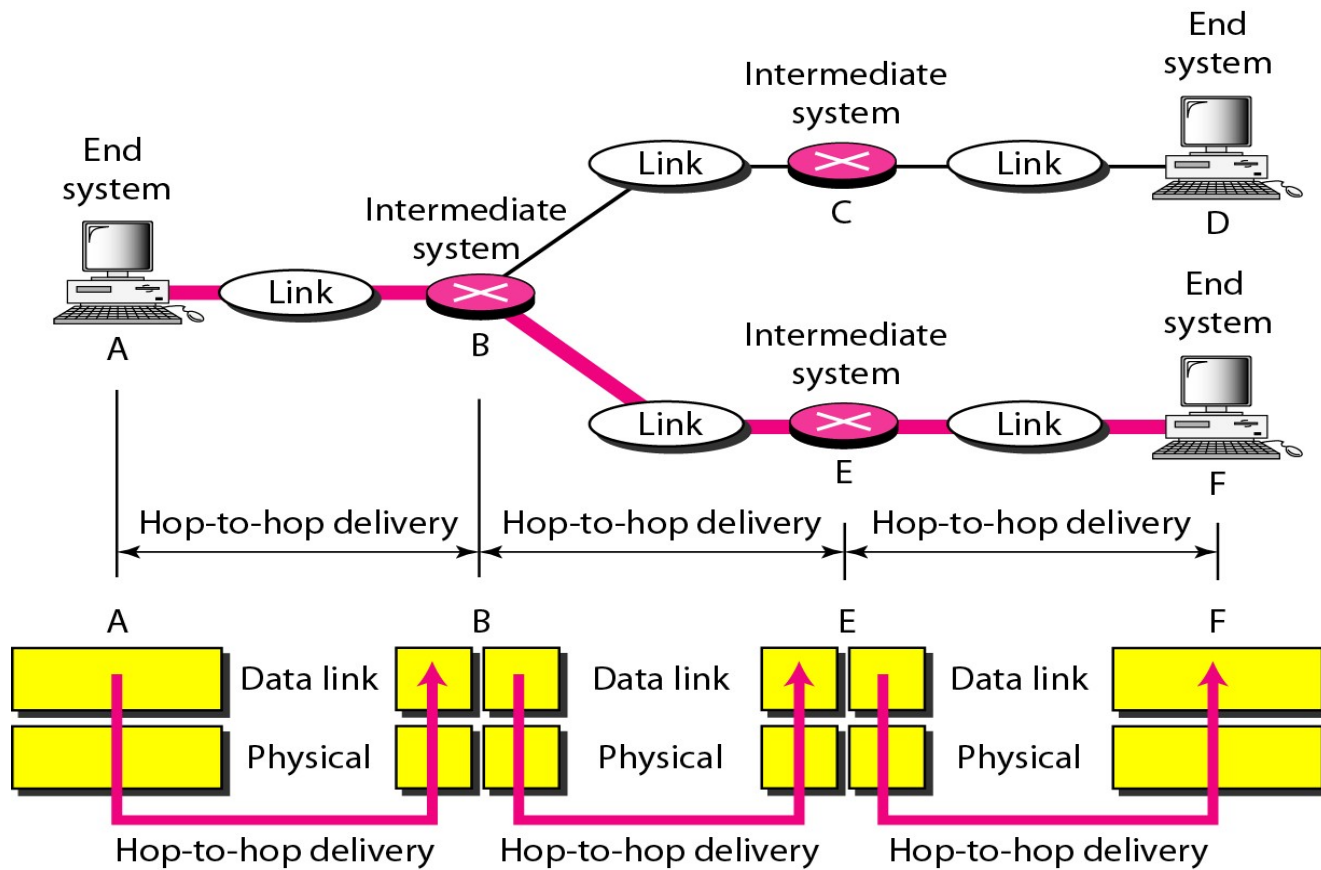 End
system
Intermediate
system
End
system
Link
C
Link
D
Intermediate
system
A
Link
B
Intermediate
system
End
system
Link
E
Link
F
Hop-to-hop delivery
Hop-to-hop delivery
Hop-to-hop delivery
A
B
E
F
Data link
Data link
Data link
Physical
Physical
Physical
Hop-to-hop delivery
Hop-to-hop delivery
Hop-to-hop delivery